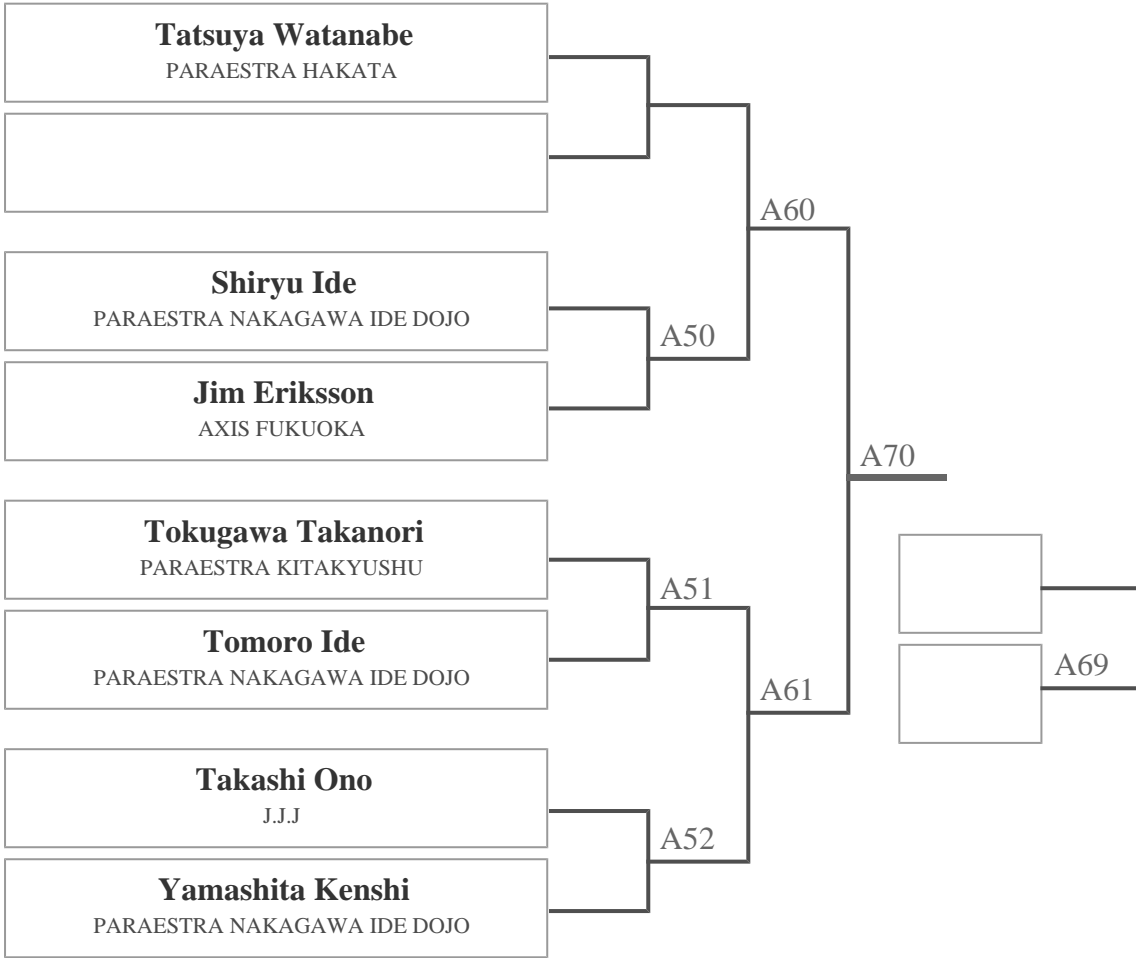 Tatsuya Watanabe
PARAESTRA HAKATA
A60
Shiryu Ide
PARAESTRA NAKAGAWA IDE DOJO
A50
Jim Eriksson
AXIS FUKUOKA
A70
Tokugawa Takanori
PARAESTRA KITAKYUSHU
A51
Tomoro Ide
PARAESTRA NAKAGAWA IDE DOJO
A61
A69
Takashi Ono
J.J.J
A52
Yamashita Kenshi
PARAESTRA NAKAGAWA IDE DOJO